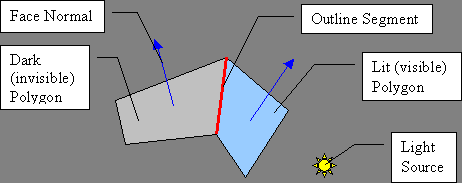 Face Normal
Outline Segment
Dark
(invisible)
Polygon
Lit (visible)
Polygon
Light
Source